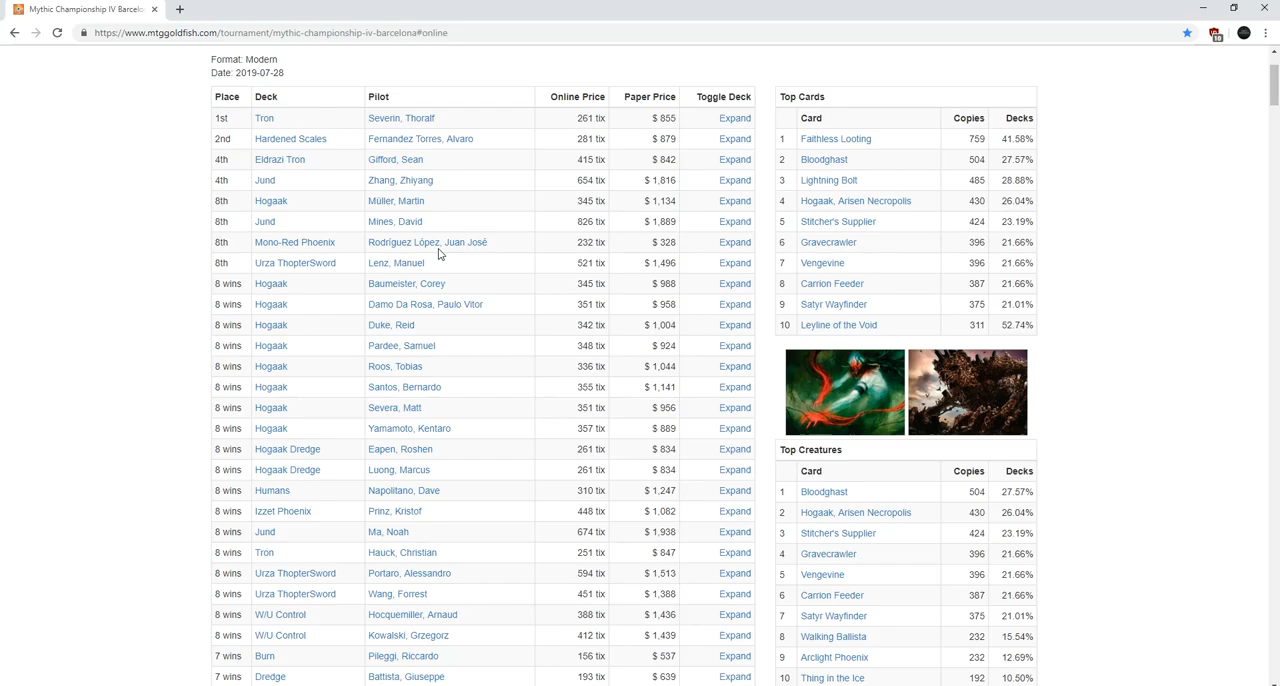 Mythic Championship IV Barcelo
https://www.mtggoldfish.com/tournament/mythic-championship-iv-barcelona#online
10
Format: Modern
Date: 2019-07-28
Place Deck Pilot Online Price Paper Price Toggle Deck
1st Tron Severin, Thoralf 261 tix $ 855 Expand
2nd Hardened Scales Fernandez Torres, Alvaro 281 tix $ 879 Expand
4th Eldrazi Tron Gifford, Sean 415 tix $ 842 Expand
4th Jund Zhang, Zhiyang 654 tix $ 1,816 Expand
8th Hogaak Müller, Martin 345 tix $ 1,134 Expand
8th Jund Mines, David 826 tix $ 1,889 Expand
8th Mono-Red Phoenix Rodríguez López, Juan José 232 tix $ 328 Expand
8th Urza ThopterSword Lenz, Manuel 521 tix $ 1,496 Expand
8 wins Hogaak Baumeister, Corey 345 tix $ 988 Expand
8 wins Hogaak Damo Da Rosa, Paulo Vitor 351 tix $ 958 Expand
8 wins Hogaak Duke, Reid 342 tix $ 1,004 Expand
8 wins Hogaak Pardee, Samuel 348 tix $ 924 Expand
8 wins Hogaak Roos, Tobias 336 tix $ 1,044 Expand
8 wins Hogaak Santos, Bernardo 355 tix $ 1,141 Expand
8 wins Hogaak Severa, Matt 351 tix $ 956 Expand
8 wins Hogaak Yamamoto, Kentaro 357 tix $ 889 Expand
8 wins Hogaak Dredge Eapen, Roshen 261 tix $ 834 Expand
8 wins Hogaak Dredge Luong, Marcus 261 tix $ 834 Expand
8 wins Humans Napolitano, Dave 310 tix $ 1,247 Expand
8 wins Izzet Phoenix Prinz, Kristof 448 tix $ 1,082 Expand
8 wins Jund Ma, Noah 674 tix $ 1,938 Expand
8 wins Tron Hauck, Christian 251 tix $ 847 Expand
8 wins Urza ThopterSword Portaro, Alessandro 594 tix $ 1,513 Expand
8 wins Urza ThopterSword Wang, Forrest 451 tix $ 1,388 Expand
8 wins W/U Control Hocquemiller, Arnaud 388 tix $ 1,436 Expand
8 wins W/U Control Kowalski, Grzegorz 412 tix $ 1,439 Expand
7 wins Burn Pileggi, Riccardo 156 tix $ 537 Expand
7 wins Dredge Battista, Giuseppe 193 tix $ 639 Expand
Top Cards
Card Copies Decks
1 Faithless Looting 759 41.58%
2 Bloodghast 504 27.57%
3 Lightning Bolt 485 28.88%
4 Hogaak, Arisen Necropolis 430 26.04%
5 Stitcher's Supplier 424 23.19%
6 Gravecrawler 396 21.66%
7 Vengevine 396 21.66%
8 Carrion Feeder 387 21.66%
9 Satyr Wayfinder 375 21.01%
10 Leyline of the Void 311 52.74%
Top Creatures
Card Copies Decks
1 Bloodghast 504 27.57%
2 Hogaak, Arisen Necropolis 430 26.04%
3 Stitcher's Supplier 424 23.19%
4 Gravecrawler 396 21.66%
5 Vengevine 396 21.66%
6 Carrion Feeder 387 21.66%
7 Satyr Wayfinder 375 21.01%
8 Walking Ballista 232 15.54%
9 Arclight Phoenix 232 12.69%
10 Thing in the Ice 192 10.50%